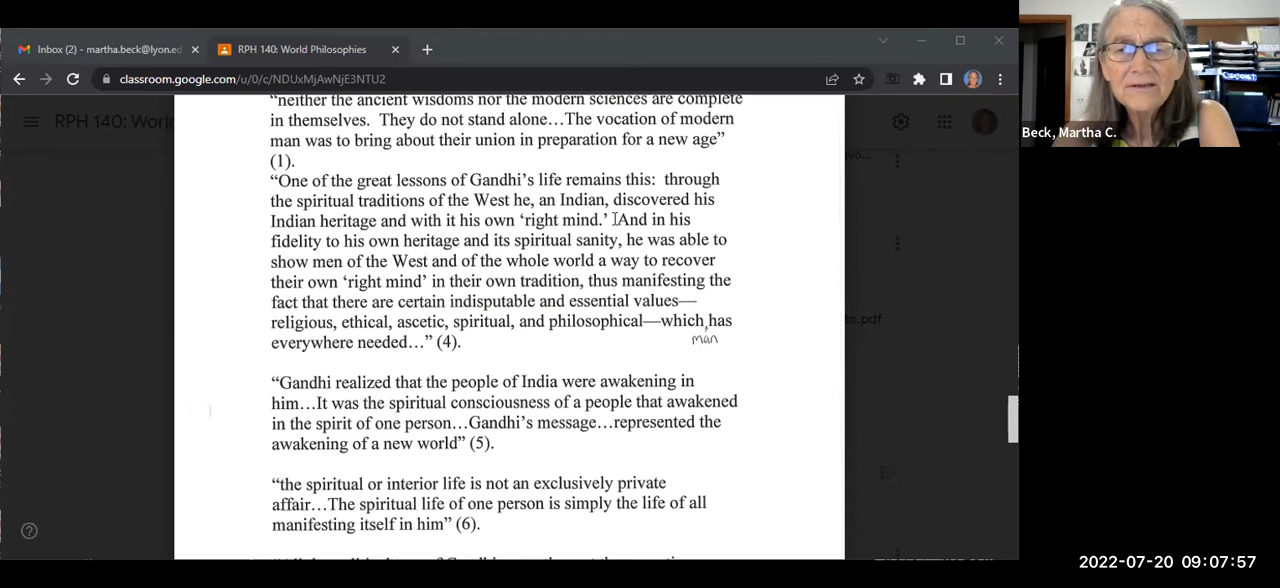 Inbox (2) - martha.beck@lyon.ed
RPH 140: World Philosophies
classroom.google.com/u/0/c/NDUxMjAwNjE3NTU2
RPH 140: Wor
“neither the ancient wisdoms nor the modern sciences are complete
in themselves. They do not stand alone…The vocation of modern
man was to bring about their union in preparation for a new age”
(1).
“One of the great lessons of Gandhi’s life remains this: through
the spiritual traditions of the West he, an Indian, discovered his
Indian heritage and with it his own ‘right mind.’ And in his
fidelity to his own heritage and its spiritual sanity, he was able to
show men of the West and of the whole world a way to recover
their own ‘right mind’ in their own tradition, thus manifesting the
fact that there are certain indisputable and essential values—
religious, ethical, ascetic, spiritual, and philosophical—which has
man
everywhere needed…” (4).
“Gandhi realized that the people of India were awakening in
him…It was the spiritual consciousness of a people that awakened
in the spirit of one person…Gandhi’s message…represented the
awakening of a new world” (5).
“the spiritual or interior life is not an exclusively private
affair…The spiritual life of one person is simply the life of all
manifesting itself in him” (6).
to.pdf
Beck, Martha C.
2022-07-20 09:07:57